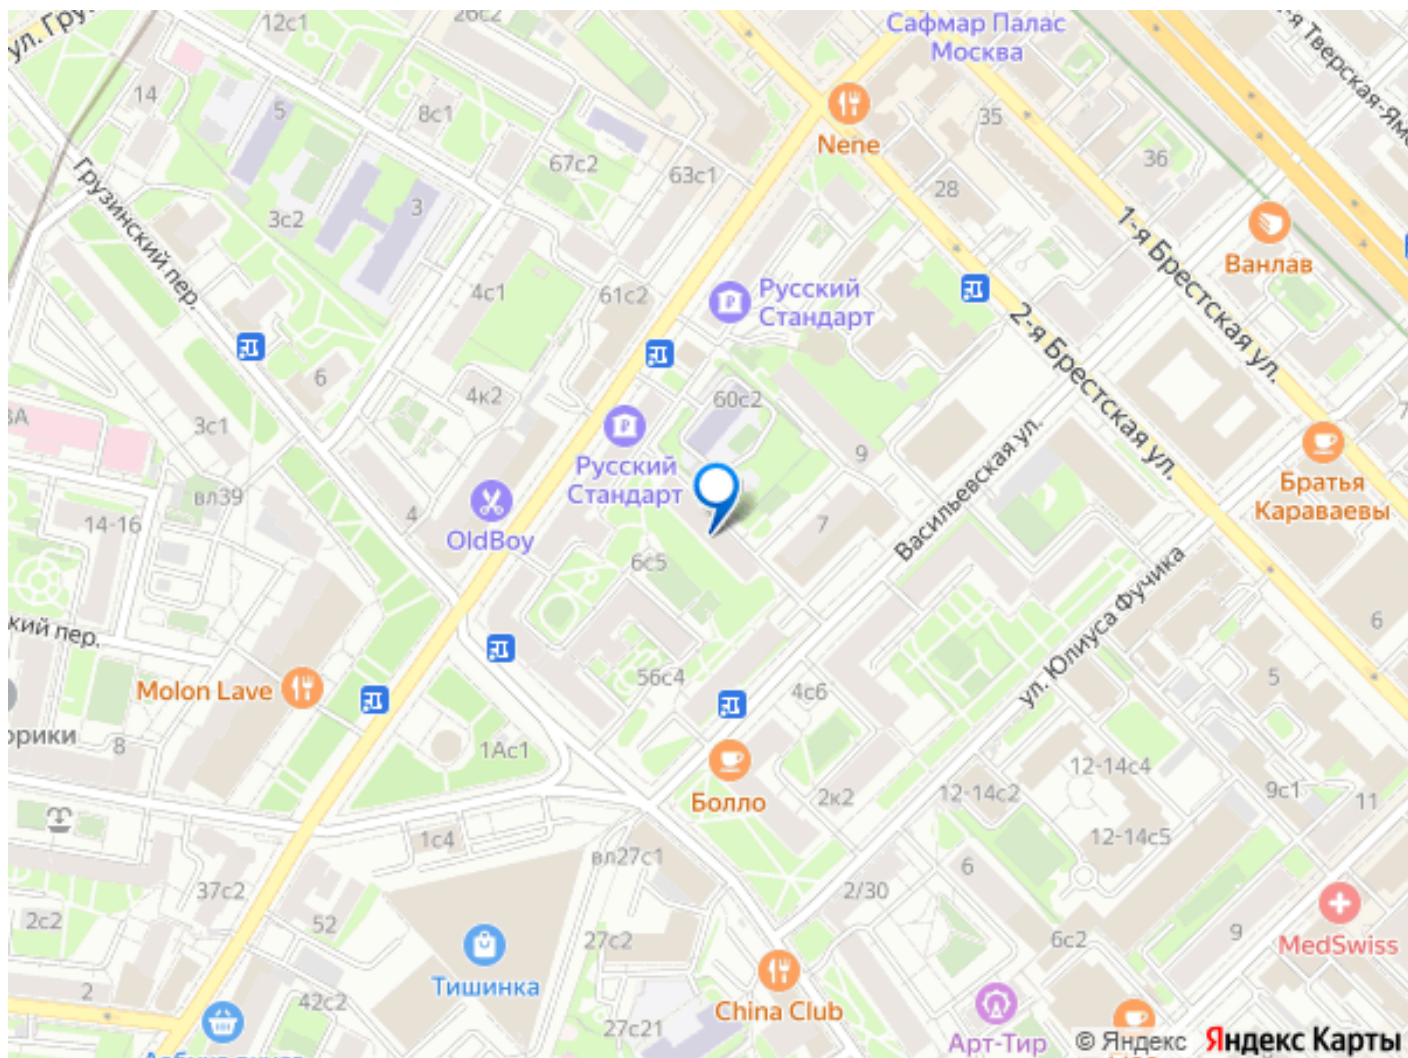 12с1
26с2
Сафмар Палас
Москва
ул. Гру
14
5
8с1
35
Nene
36
67с2
63с1
28
3
3с2
Грузинский пер.
1-я Брестская ул.
Ванлав
4с1
61с2
Русский
Стандарт
2-я Брестская ул.
6
4к2
60с2
3с1
9
Русский
Стандарт
Братья
Караваевы
вл39
14-16
4
OldBoy
7
Васильевская ул.
6с5
ул. Юлиуса Фучика
6
кий пер.
56с4
4с6
5
Molon Lave
орики
8
1Ас1
Болло
2к2
12-14с4
12-14с2
9с1
11
1с4
12-14с5
вл27с1
6
37с2
2/30
2с2
52
27с2
6с2
9
MedSwiss
Тишинка
2
42с2
China Club
27с21
Арт-Тир
© Яндекс
Яндекс Карты